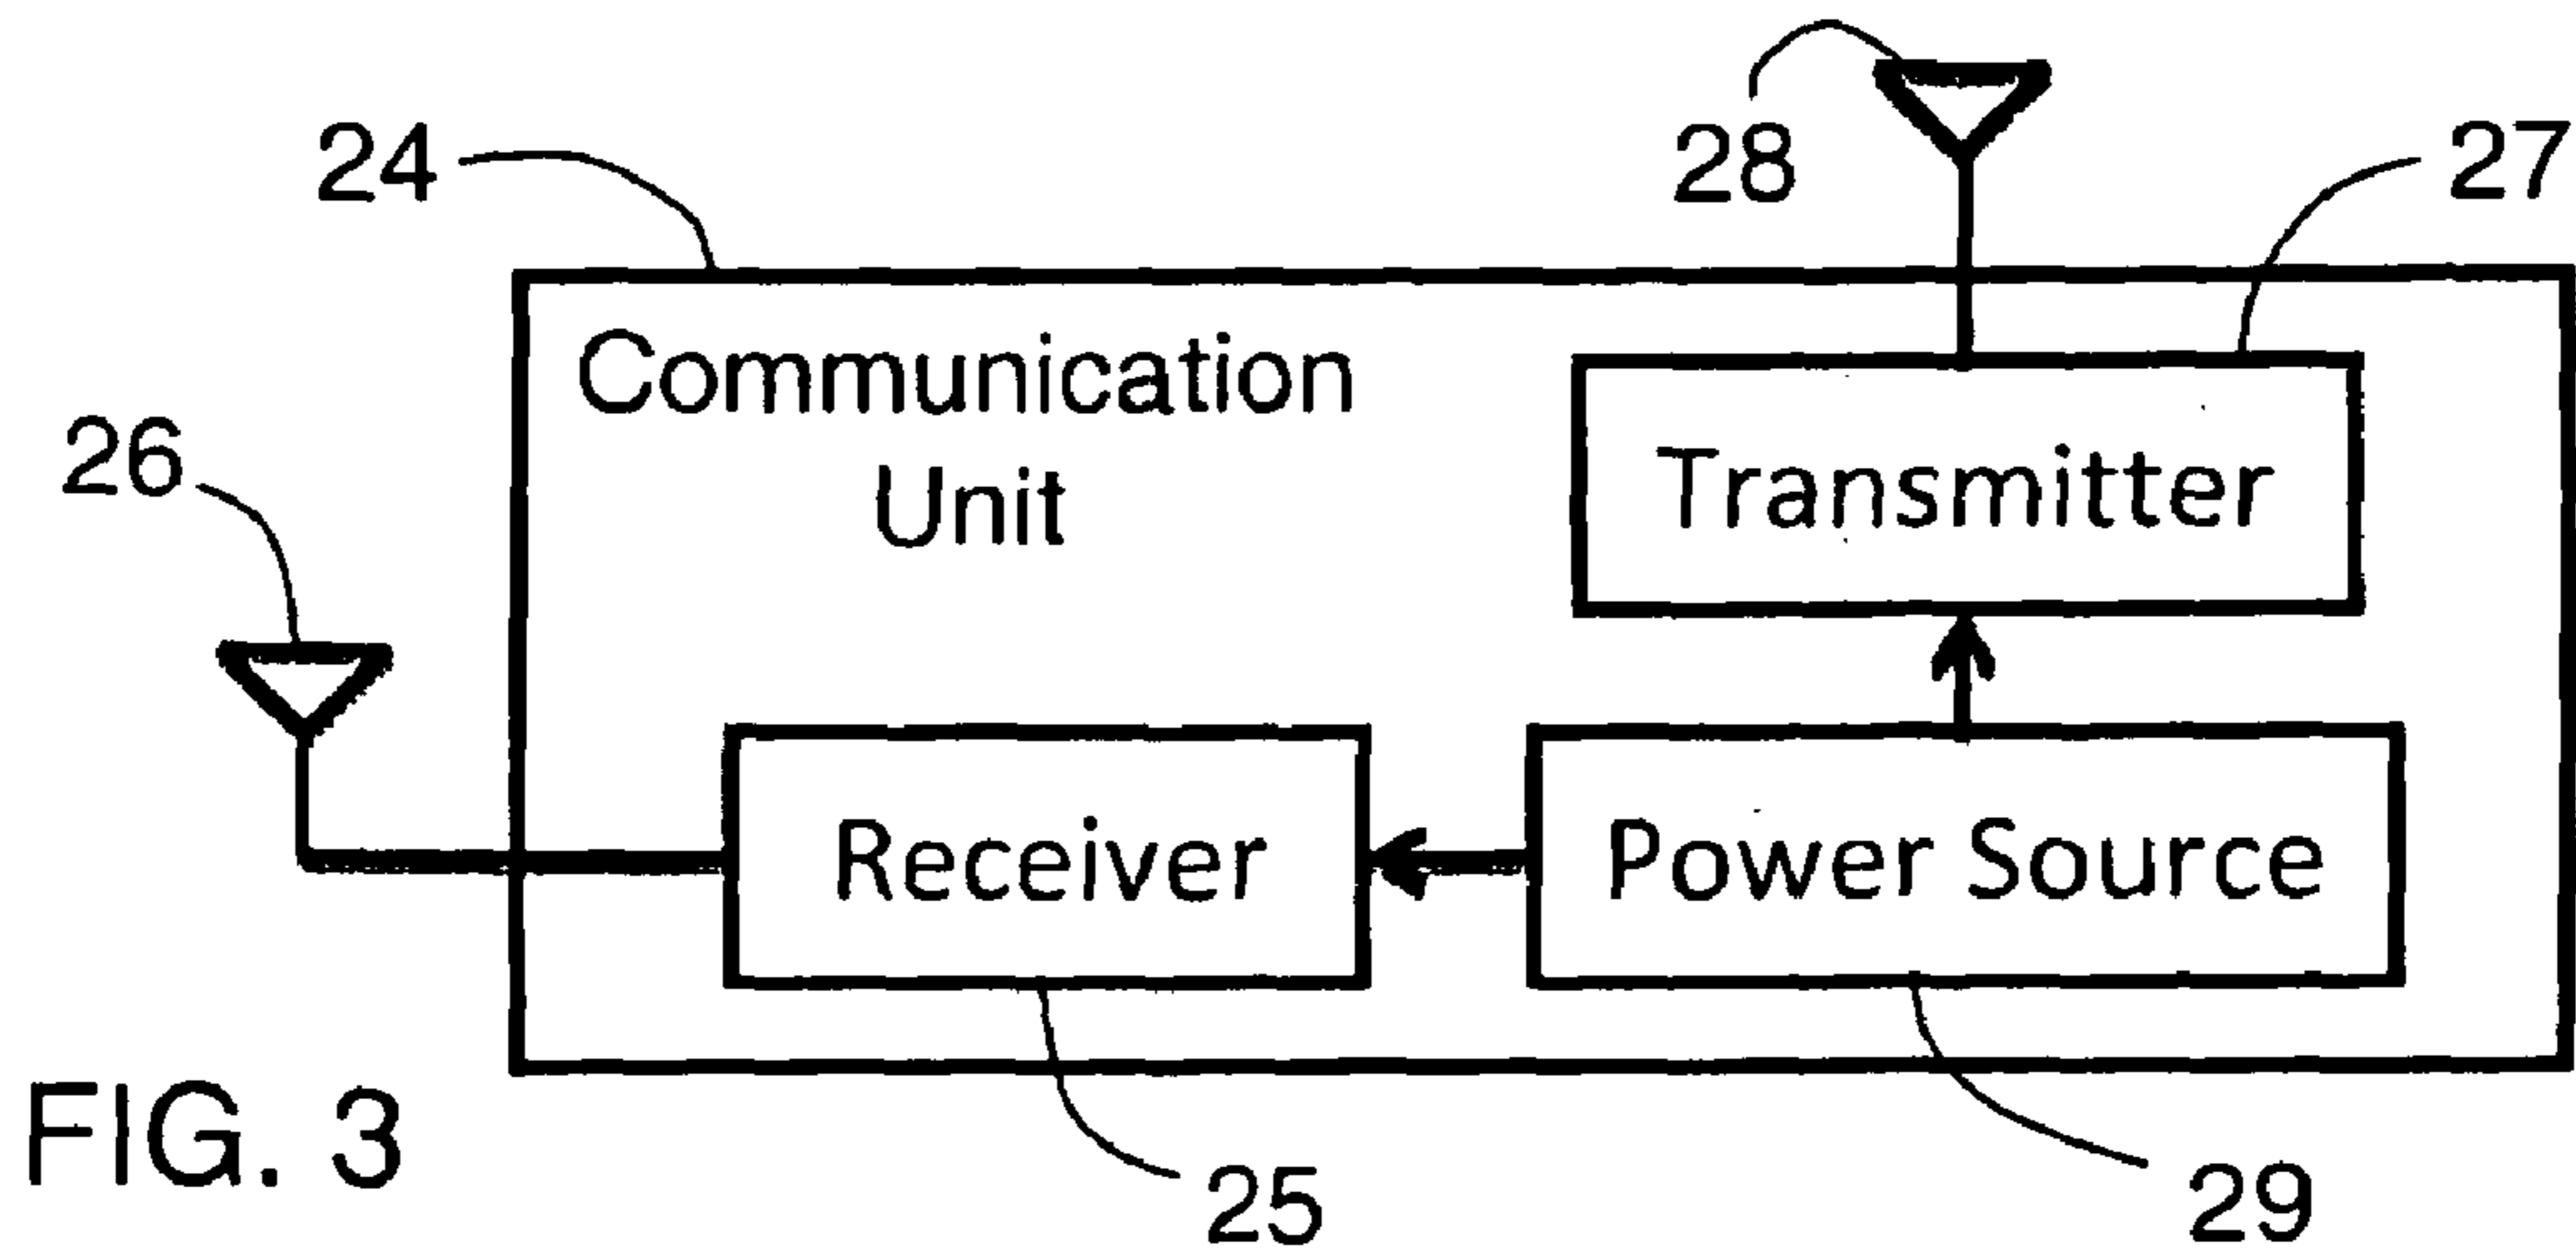 28
24
27
Communication
Unit
26
Transmitter
Receiver
Power Source
FIG. 3
25
29